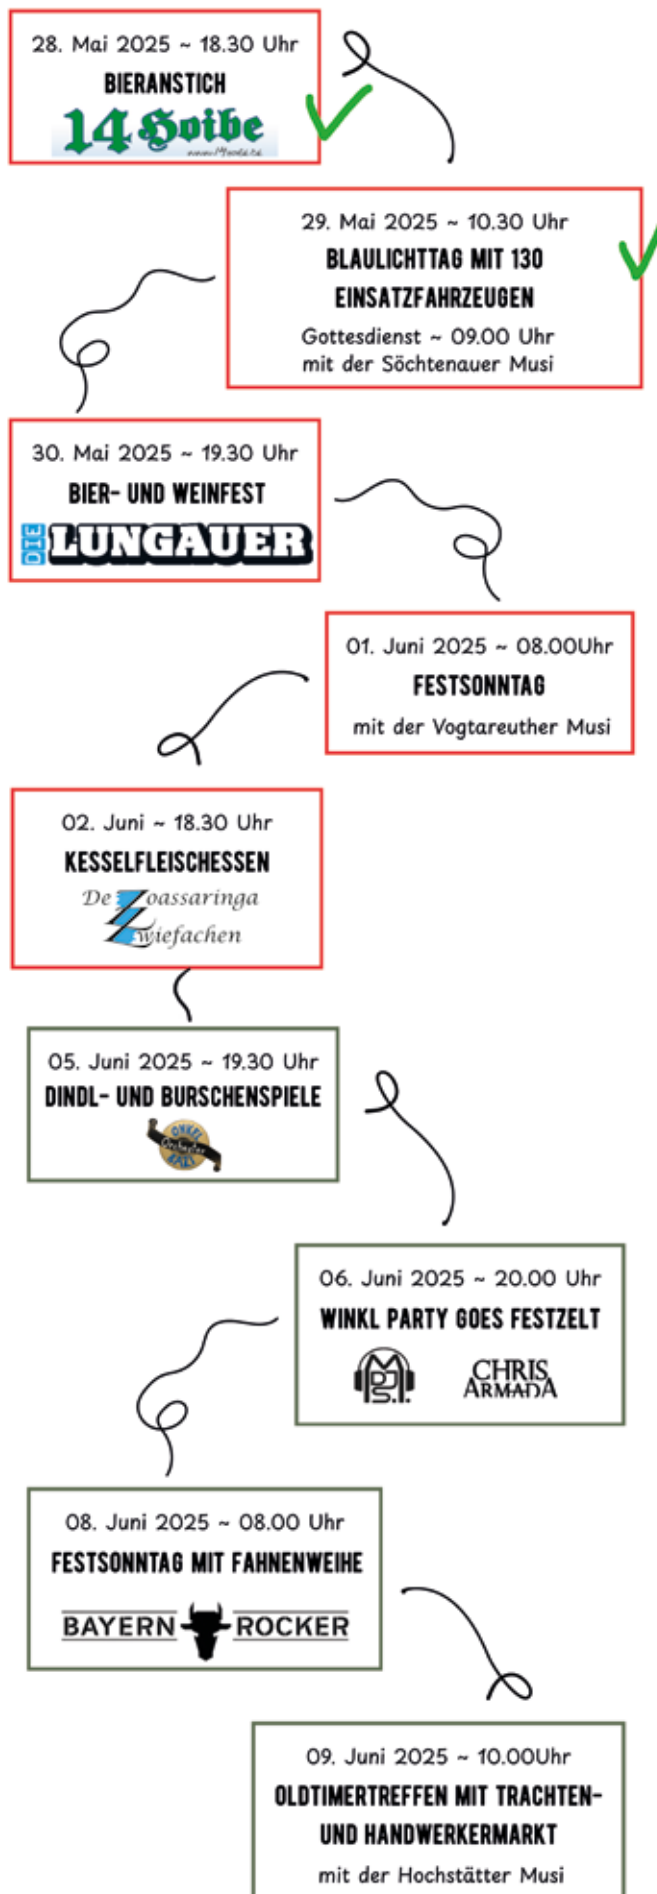 28. Mai 2025 ~ 18.30 Uhr
BIERANSTICH
14 Hoibe
29. Mai 2025 ~ 10.30 Uhr
BLAULICHTTAG MIT 130
EINSATZFAHRZEUGEN
Gottesdienst ~ 09.00 Uhr
mit der Söchtenauer Musi
30. Mai 2025 ~ 19.30 Uhr
BIER- UND WEINFEST
DIE LUNGAUER
01. Juni 2025 ~ 08.00Uhr
FESTSONNTAG
mit der Vogtareuther Musi
02. Juni ~ 18.30 Uhr
KESSELFLEISCHESSEN
De Zoassaringa
Zwiefachen
05. Juni 2025 ~ 19.30 Uhr
DINDL- UND BURSCHENSPIELE
ONKEL
Orchester
06. Juni 2025 ~ 20.00 Uhr
WINKL PARTY GOES FESTZELT
CHRIS
ARMADA
08. Juni 2025 ~ 08.00 Uhr
FESTSONNTAG MIT FAHNENWEIHE
BAYERN ROCKER
09. Juni 2025 ~ 10.00Uhr
OLDTIMERTREFFEN MIT TRACHTEN-
UND HANDWERKERMARKT
mit der Hochstätter Musi